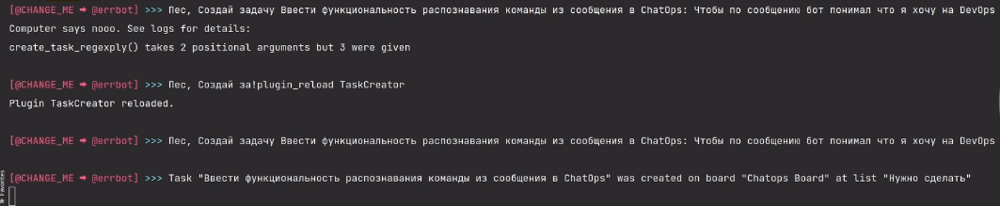 [@CHANGE_ME ➡ @errbot] >>> Пес, Создай задачу Ввести функциональность распознавания команды из сообщения в ChatOps: Чтобы по сообщению бот понимал что я хочу на DevOps
Computer says nooo. See logs for details:
create_task_regexply() takes 2 positional arguments but 3 were given
[@CHANGE_ME ➡ @errbot] >>> Пес, Создай за!plugin_reload TaskCreator
Plugin TaskCreator reloaded.
[@CHANGE_ME ➡ @errbot] >>> Пес, Создай задачу Ввести функциональность распознавания команды из сообщения в ChatOps: Чтобы по сообщению бот понимал что я хочу на DevOps
[@CHANGE_ME ➡ @errbot] >>> Task "Ввести функциональность распознавания команды из сообщения в ChatOps" was created on board "Chatops Board" at list "Нужно сделать"
Favorites